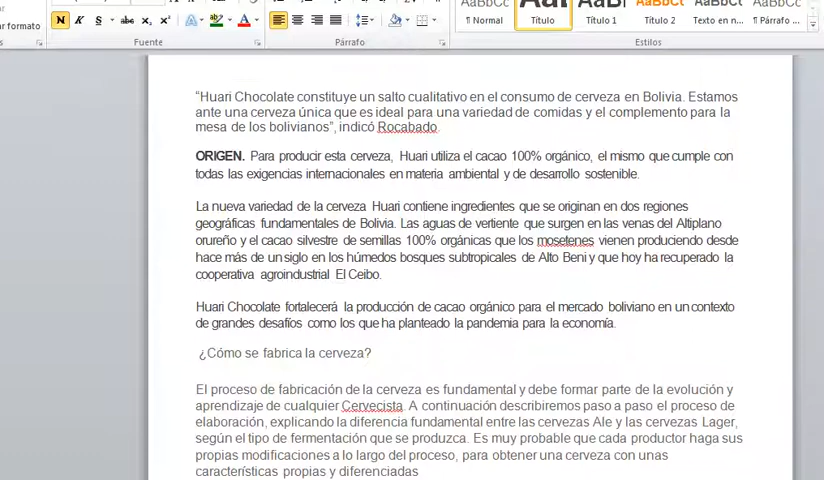 AaBbCc AaBbCc AaBbCc AaBbCc
N K S abc x₂ x² A ab A
formato
Fuente Párrafo
¶ Normal Título Título 1 Título 2 Texto en n... ¶ Párrafo ...
Estilos
“Huari Chocolate constituye un salto cualitativo en el consumo de cerveza en Bolivia. Estamos
ante una cerveza única que es ideal para una variedad de comidas y el complemento para la
mesa de los bolivianos”, indicó Rocabado.
ORIGEN. Para producir esta cerveza, Huari utiliza el cacao 100% orgánico, el mismo que cumple con
todas las exigencias internacionales en materia ambiental y de desarrollo sostenible.
La nueva variedad de la cerveza Huari contiene ingredientes que se originan en dos regiones
geográficas fundamentales de Bolivia. Las aguas de vertiente que surgen en las venas del Altiplano
orureño y el cacao silvestre de semillas 100% orgánicas que los mosetenes vienen produciendo desde
hace más de un siglo en los húmedos bosques subtropicales de Alto Beni y que hoy ha recuperado la
cooperativa agroindustrial El Ceibo.
Huari Chocolate fortalecerá la producción de cacao orgánico para el mercado boliviano en un contexto
de grandes desafíos como los que ha planteado la pandemia para la economía.
¿Cómo se fabrica la cerveza?
El proceso de fabricación de la cerveza es fundamental y debe formar parte de la evolución y
aprendizaje de cualquier Cervecista. A continuación describiremos paso a paso el proceso de
elaboración, explicando la diferencia fundamental entre las cervezas Ale y las cervezas Lager,
según el tipo de fermentación que se produzca. Es muy probable que cada productor haga sus
propias modificaciones a lo largo del proceso, para obtener una cerveza con unas
características propias y diferenciadas